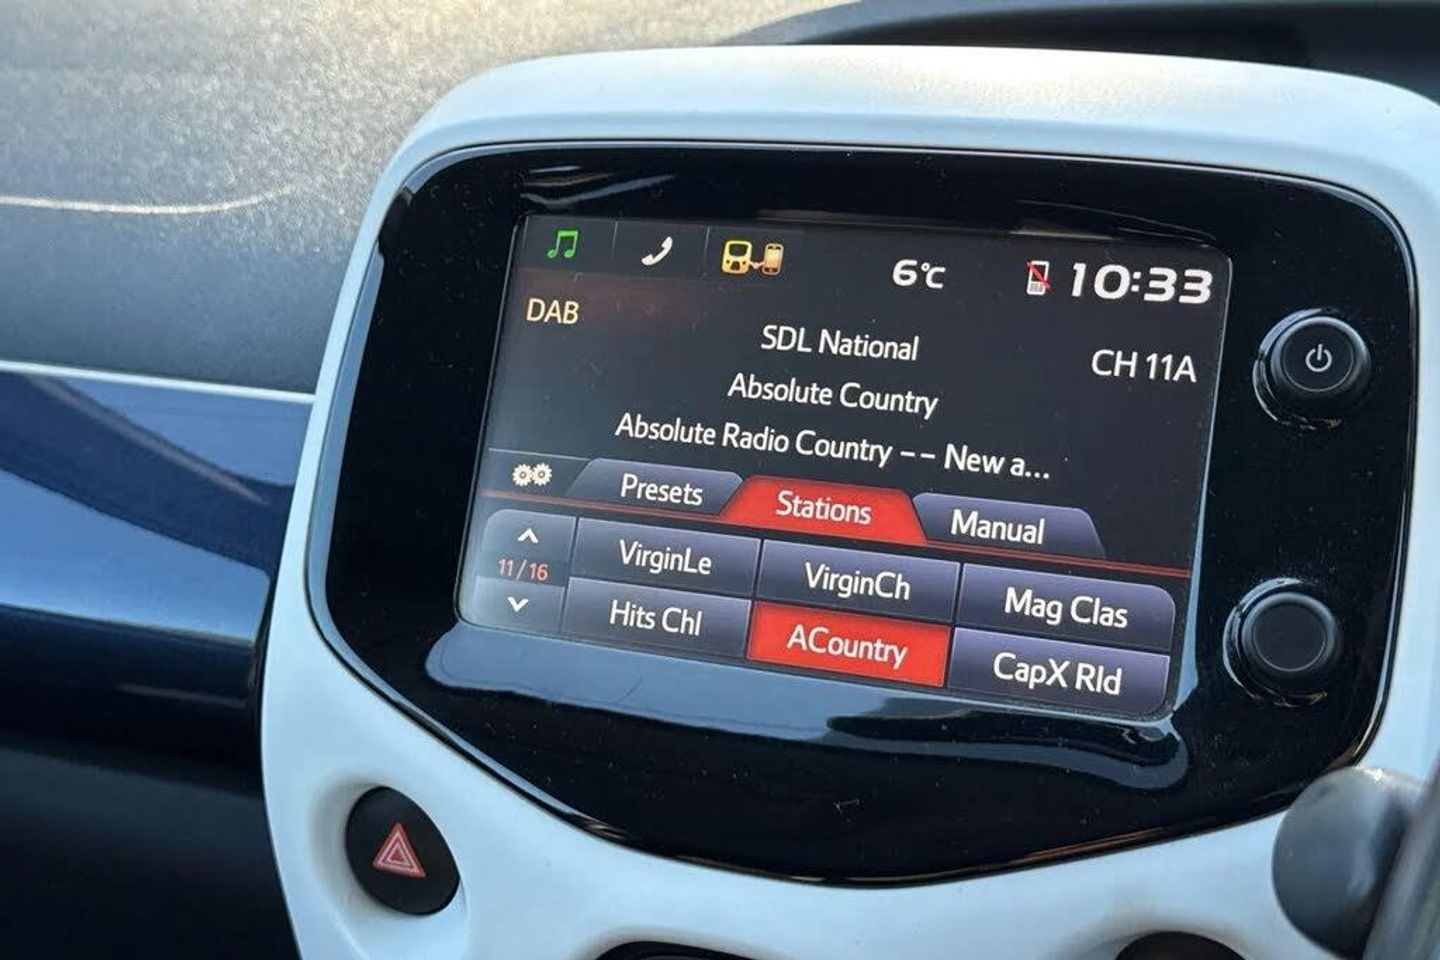 6°C
10:33
DAB
SDL National
CH 11A
Absolute Country
Absolute Radio Country -- New a...
Presets
Stations
Manual
11/16
VirginLe
VirginCh
Mag Clas
Hits Chl
ACountry
CapX Rld